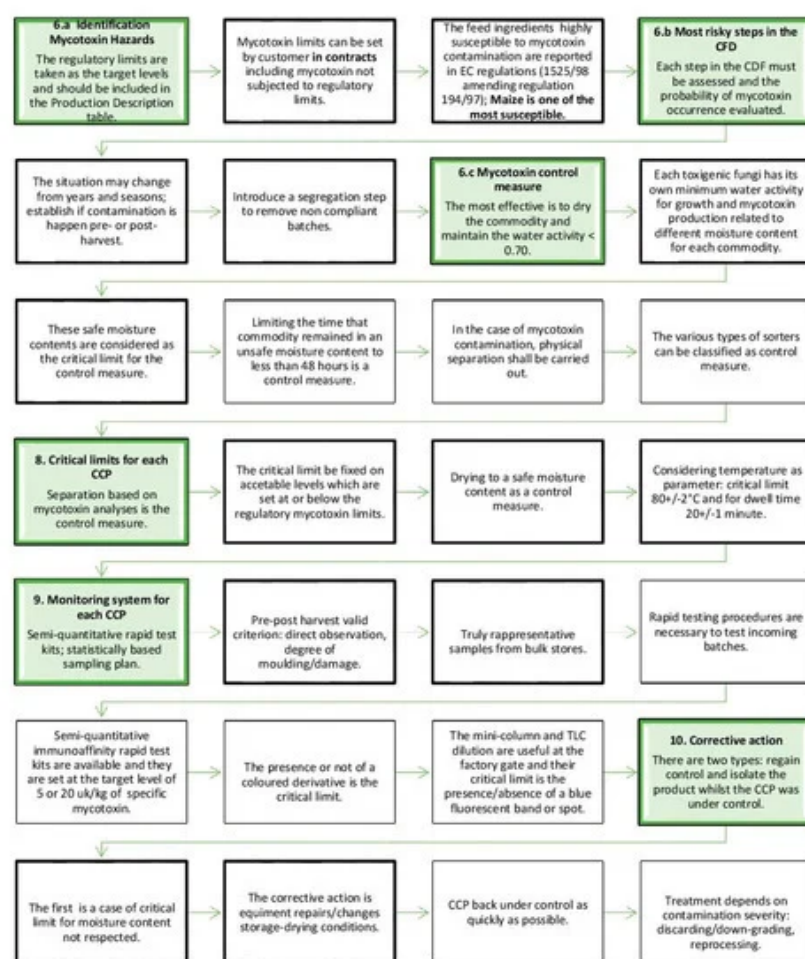 6.a Identification
Mycotoxin Hazards
The regulatory limits are
taken as the target levels
and should be included in
the Production Description
table.
Mycotoxin limits can be set
by customer in contracts
including mycotoxin not
subjected to regulatory
limits.
The feed ingredients highly
susceptible to mycotoxin
contamination are reported
in EC regulations (1525/98
amending regulation
194/97); Maize is one of the
most susceptible.
6.b Most risky steps in the
CFD
Each step in the CDF must
be assessed and the
probability of mycotoxin
occurrence evaluated.
The situation may change
from years and seasons;
establish if contamination is
happen pre- or post-
harvest.
Introduce a segregation step
to remove non compliant
batches.
6.c Mycotoxin control
measure
The most effective is to dry
the commodity and
maintain the water activity <
0.70.
Each toxigenic fungi has its
own minimum water activity
for growth and mycotoxin
production related to
different moisture content
for each commodity.
These safe moisture
contents are considered as
the critical limit for the
control measure.
Limiting the time that
commodity remained in an
unsafe moisture content to
less than 48 hours is a
control measure.
In the case of mycotoxin
contamination, physical
separation shall be carried
out.
The various types of sorters
can be classified as control
measure.
8. Critical limits for each
CCP
Separation based on
mycotoxin analyses is the
control measure.
The critical limit be fixed on
accetable levels which are
set at or below the
regulatory mycotoxin limits.
Drying to a safe moisture
content as a control
measure.
Considering temperature as
parameter: critical limit
80+/-2°C and for dwell time
20+/-1 minute.
9. Monitoring system for
each CCP
Semi-quantitative rapid test
kits; statistically based
sampling plan.
Pre-post harvest valid
criterion: direct observation,
degree of
moulding/damage.
Truly rappresentative
samples from bulk stores.
Rapid testing procedures are
necessary to test incoming
batches.
Semi-quantitative
immunoaffinity rapid test
kits are available and they
are set at the target level of
5 or 20 uk/kg of specific
mycotoxin.
The presence or not of a
coloured derivative is the
critical limit.
The mini-column and TLC
dilution are useful at the
factory gate and their
critical limit is the
presence/absence of a blue
fluorescent band or spot.
10. Corrective action
There are two types: regain
control and isolate the
product whilst the CCP was
under control.
The first is a case of critical
limit for moisture content
not respected.
The corrective action is
equiment repairs/changes
storage-drying conditions.
CCP back under control as
quickly as possible.
Treatment depends on
contamination severity:
discarding/down-grading,
reprocessing.